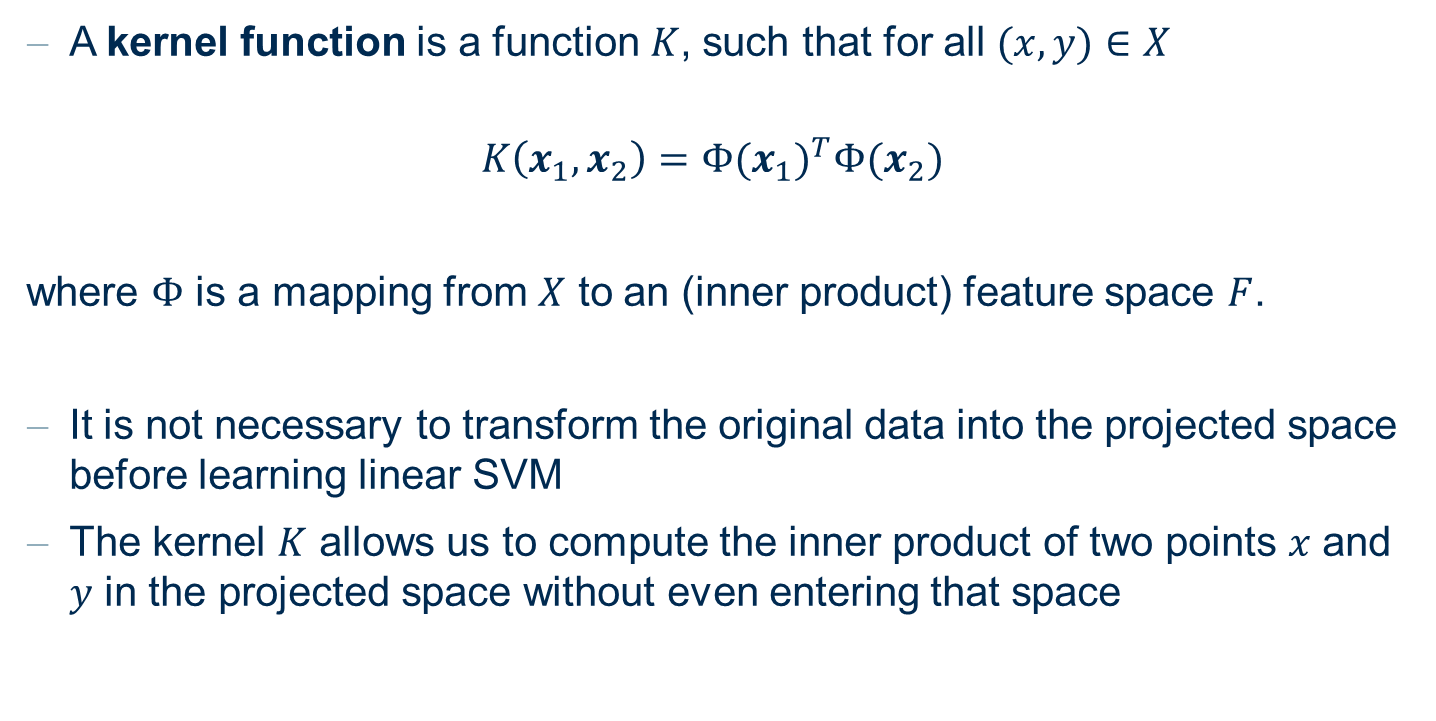 – A kernel function is a function K, such that for all (x, y) ∈ X
K(x₁, x₂) = Φ(x₁)ᵀΦ(x₂)
where Φ is a mapping from X to an (inner product) feature space F.
– It is not necessary to transform the original data into the projected space
before learning linear SVM
– The kernel K allows us to compute the inner product of two points x and
y in the projected space without even entering that space